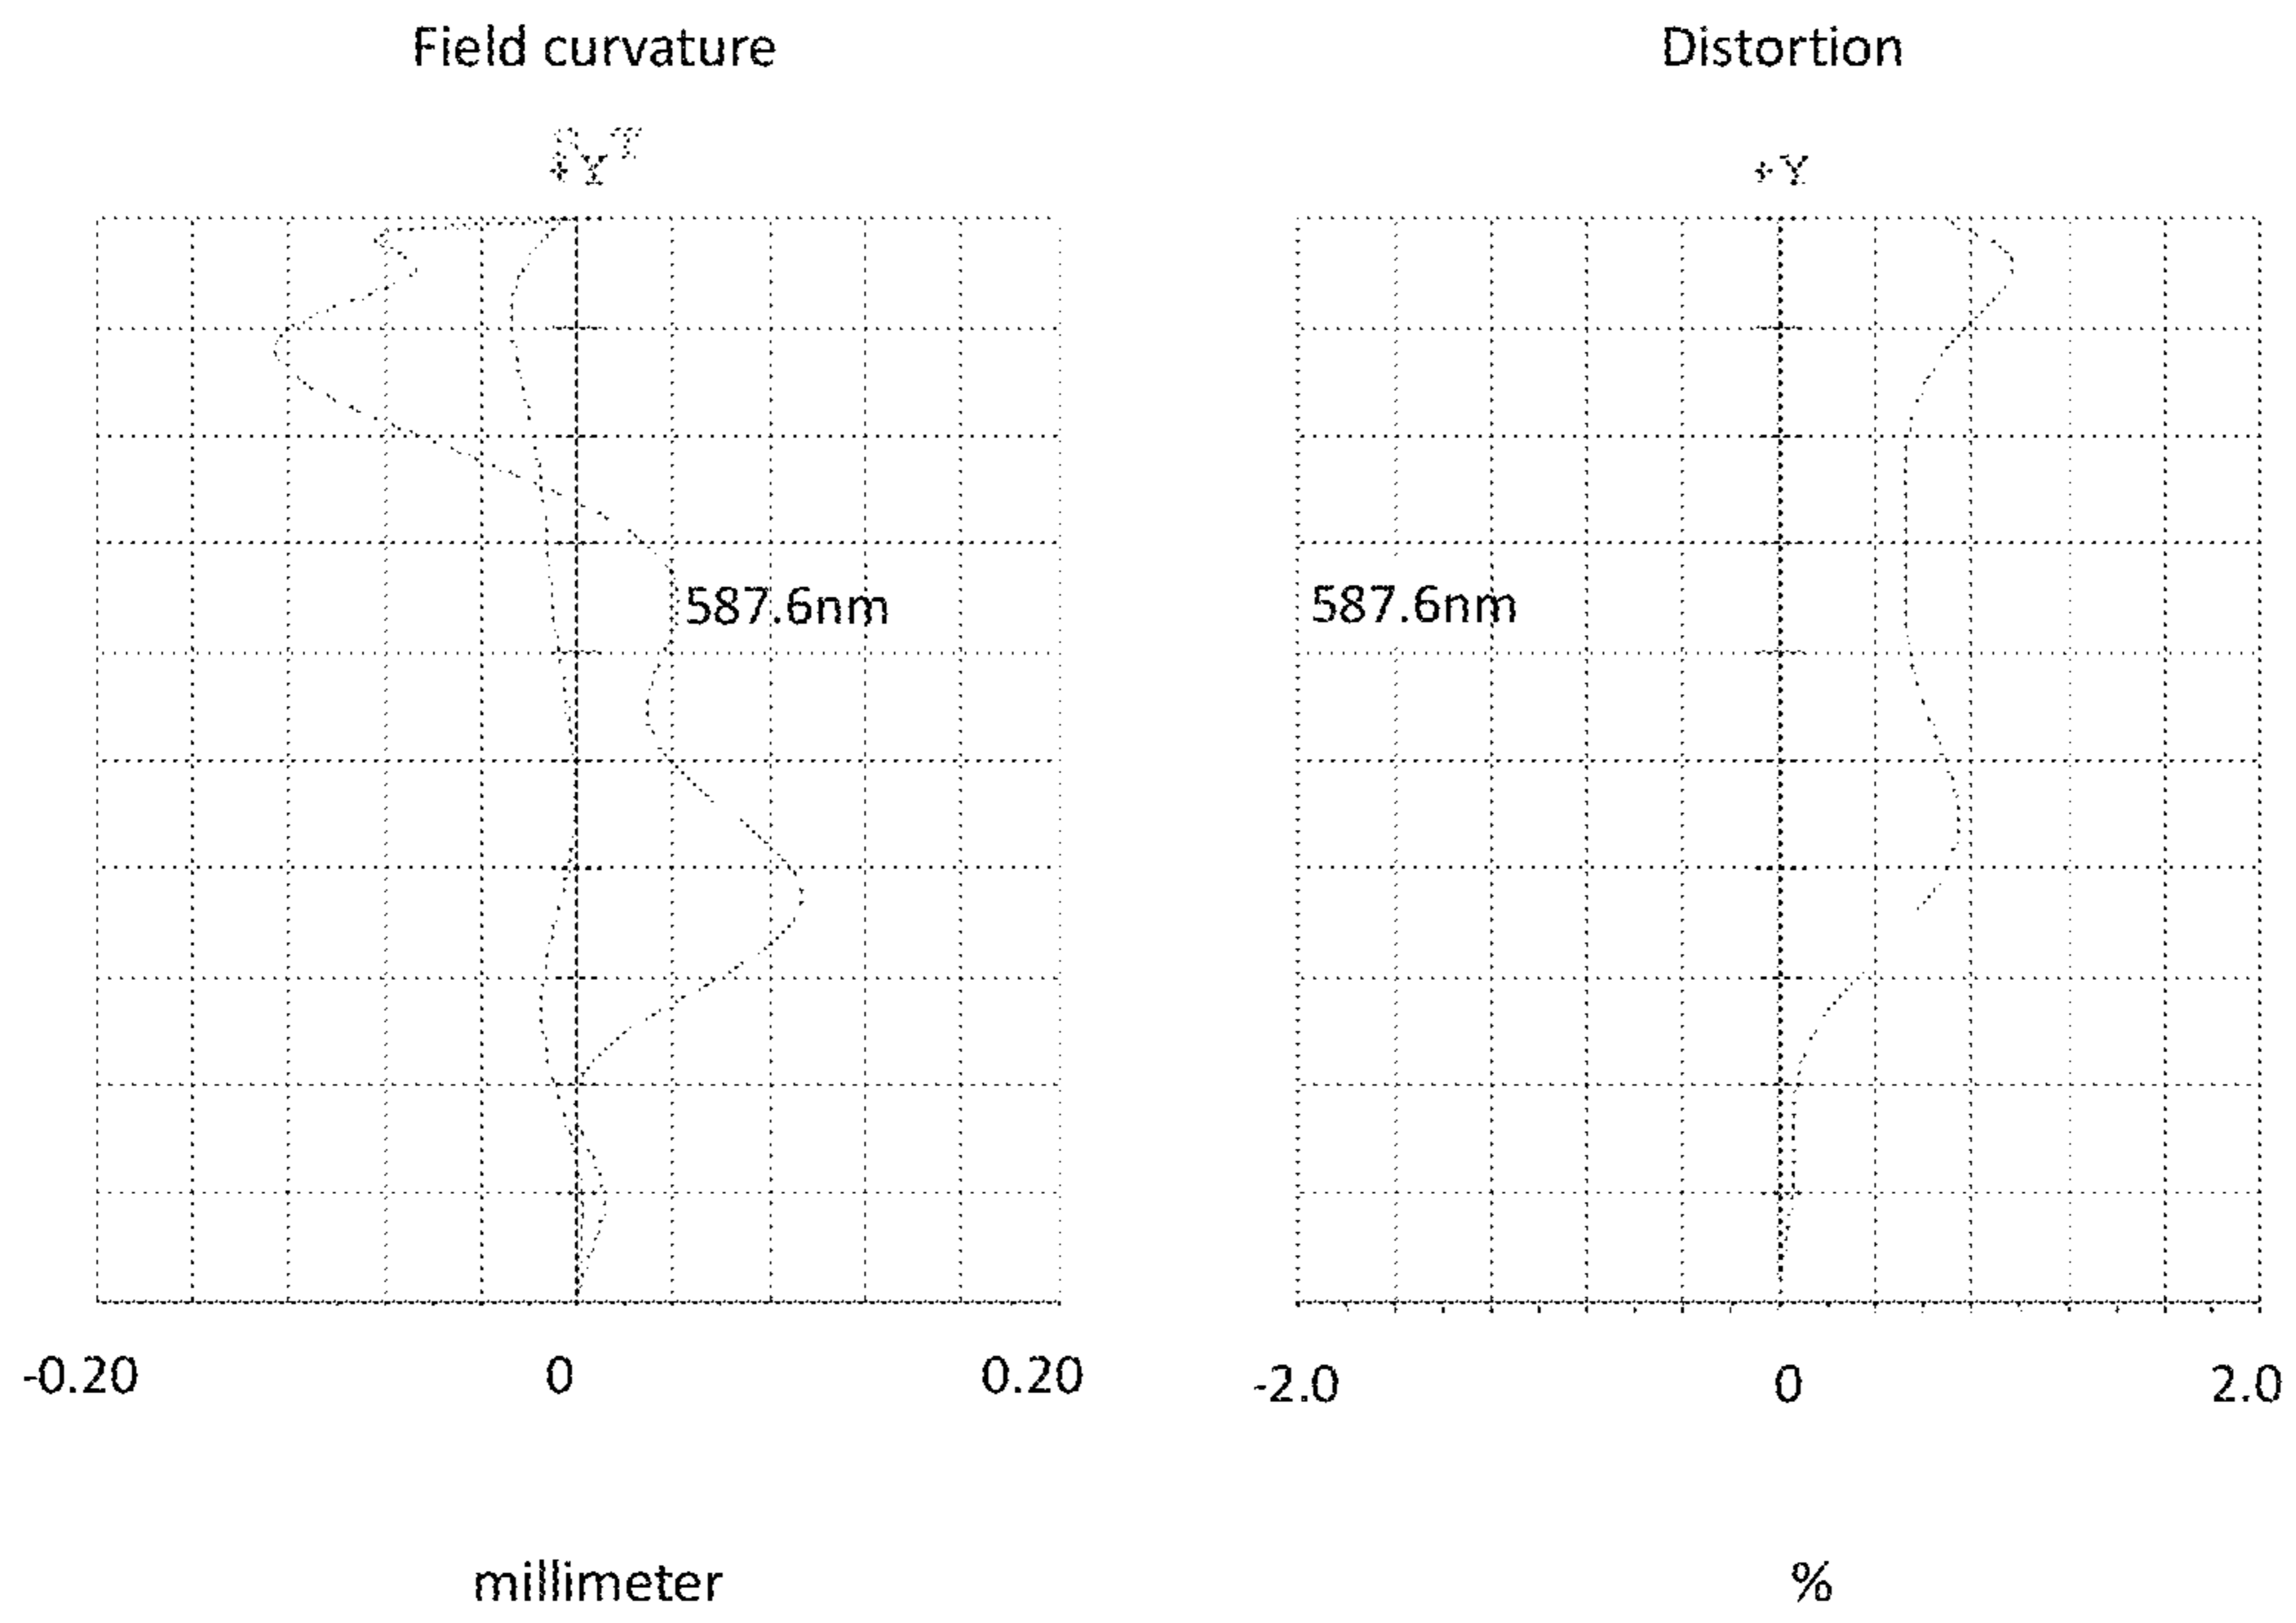 Field curvature
Distortion
+Y
T
+Y
587.6nm
587.6nm
-0.20 0 0.20
-2.0 0 2.0
millimeter
%